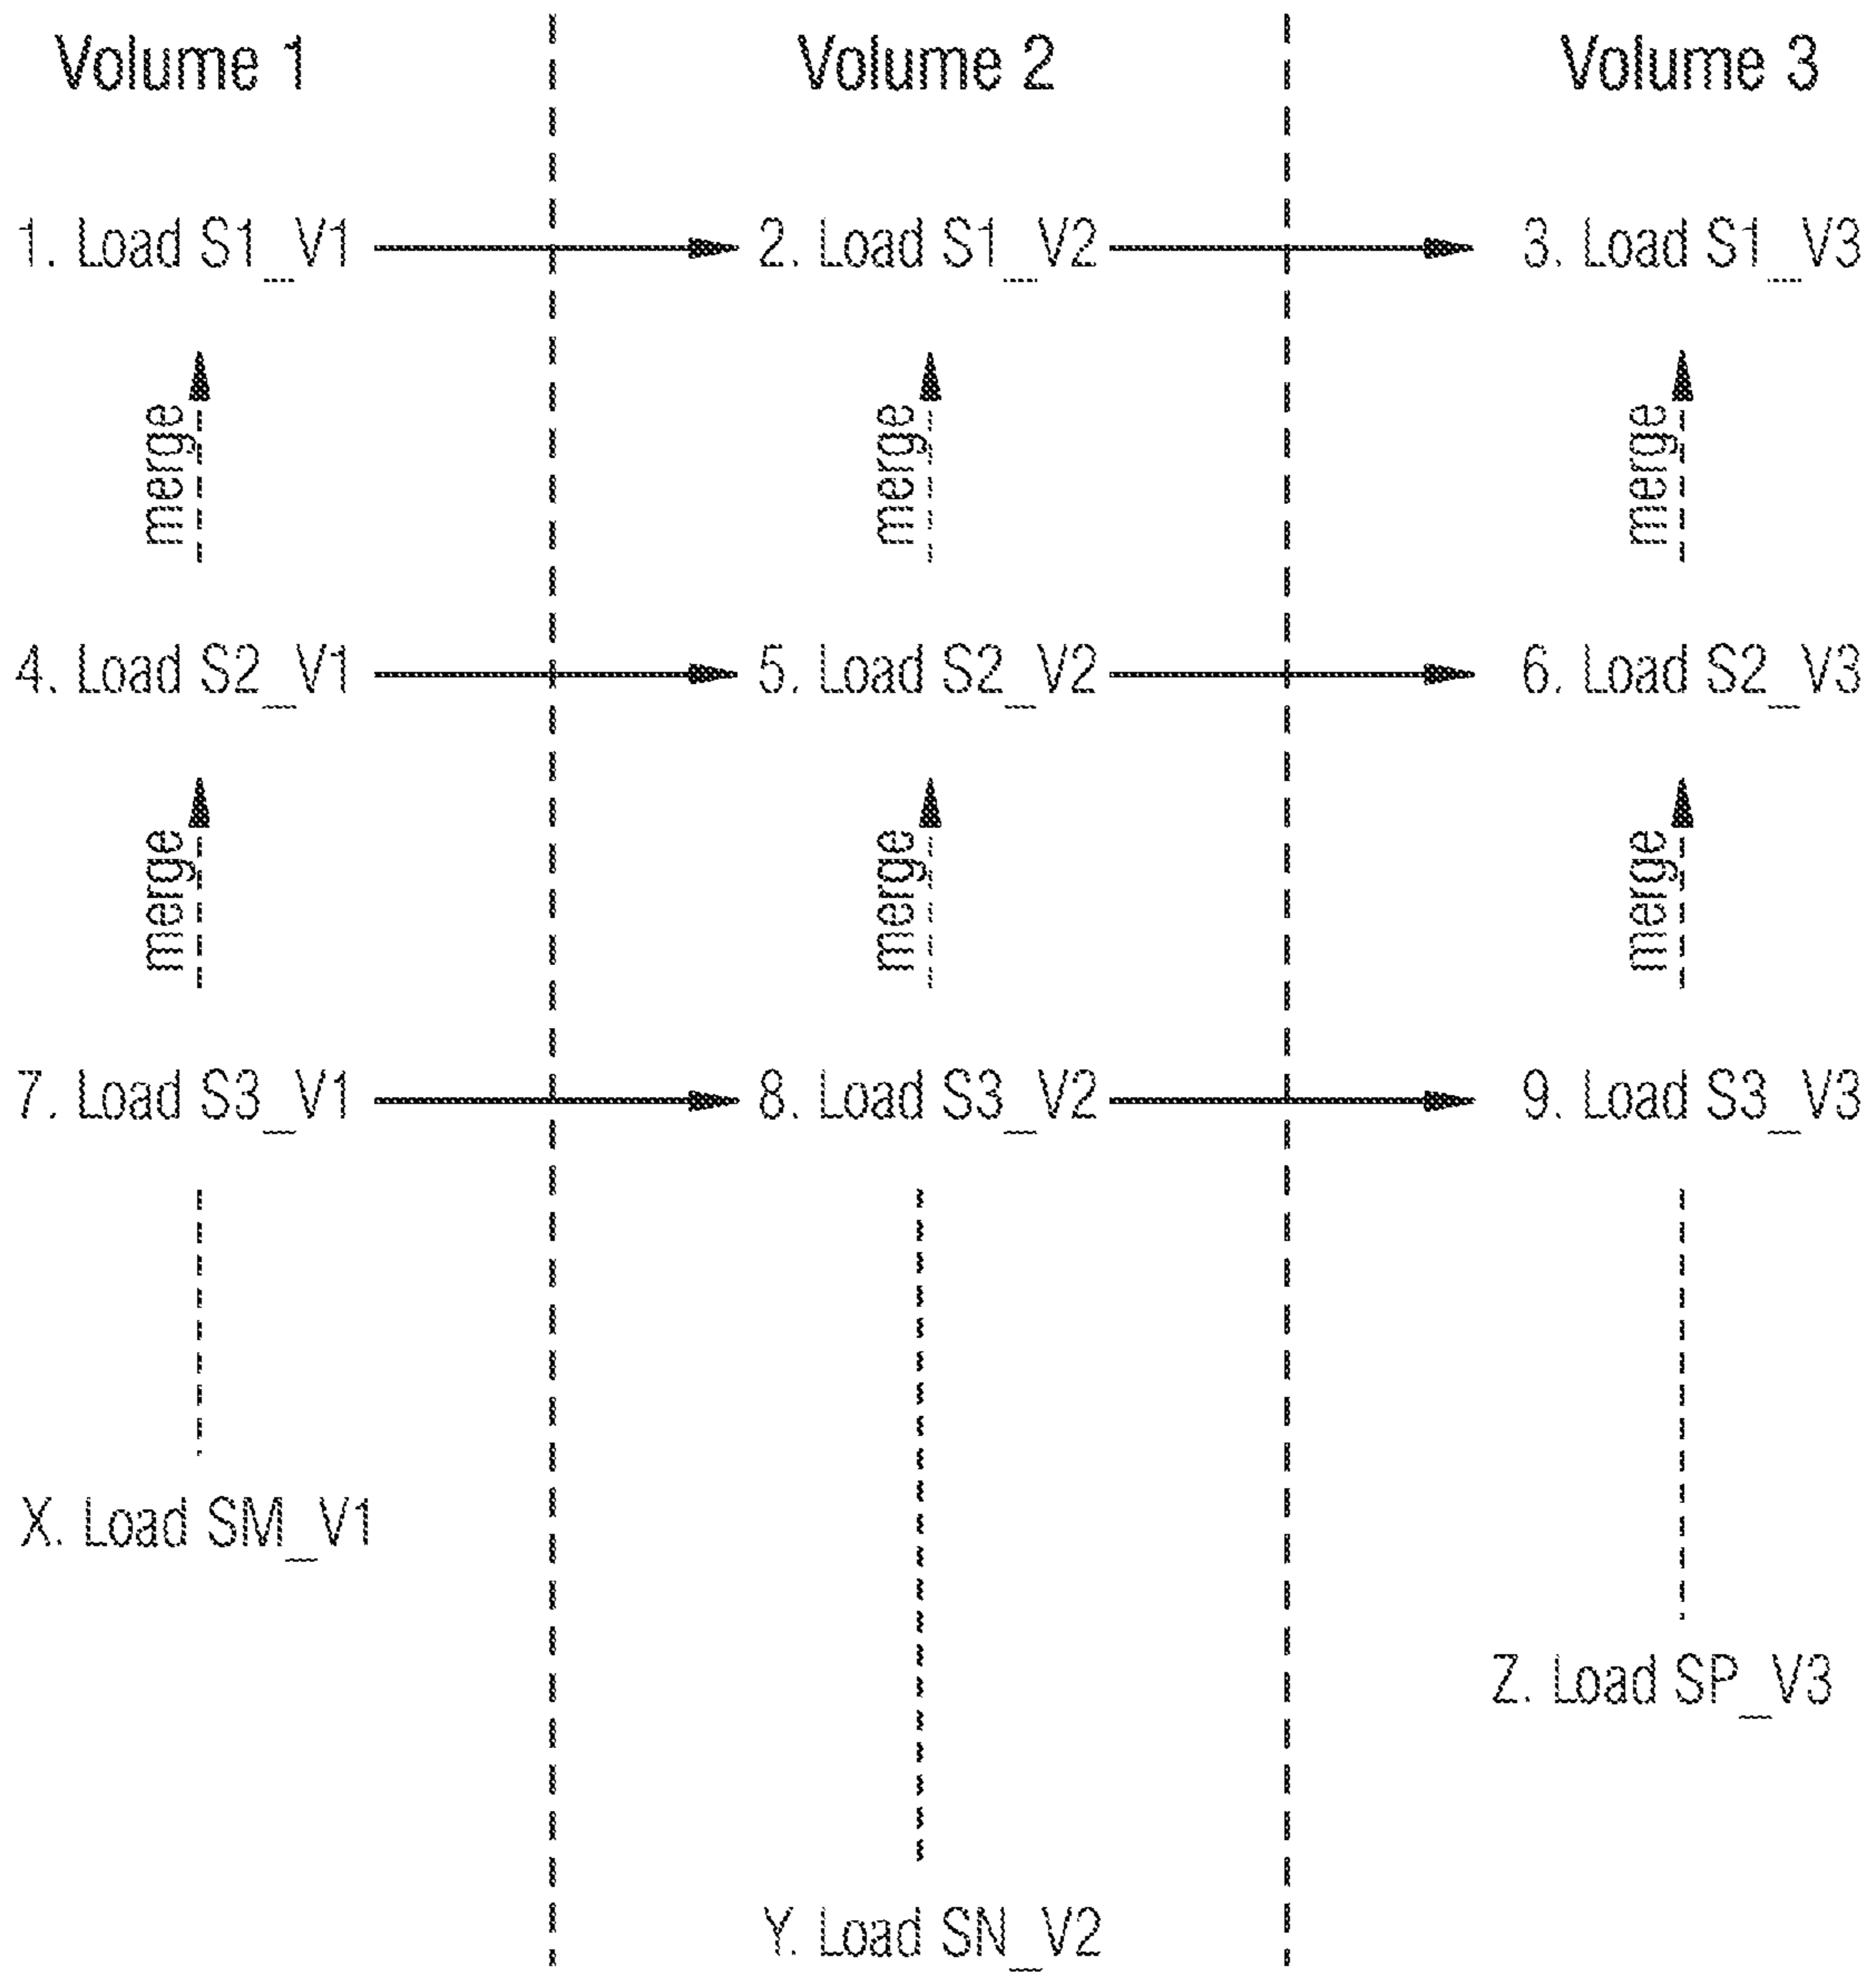 Volume 1 Volume 2 Volume 3
1. Load S1_V1 2. Load S1_V2 3. Load S1_V3
merge merge merge
4. Load S2_V1 5. Load S2_V2 6. Load S2_V3
merge merge merge
7. Load S3_V1 8. Load S3_V2 9. Load S3_V3
X. Load SM_V1
Z. Load SP_V3
Y. Load SN_V2